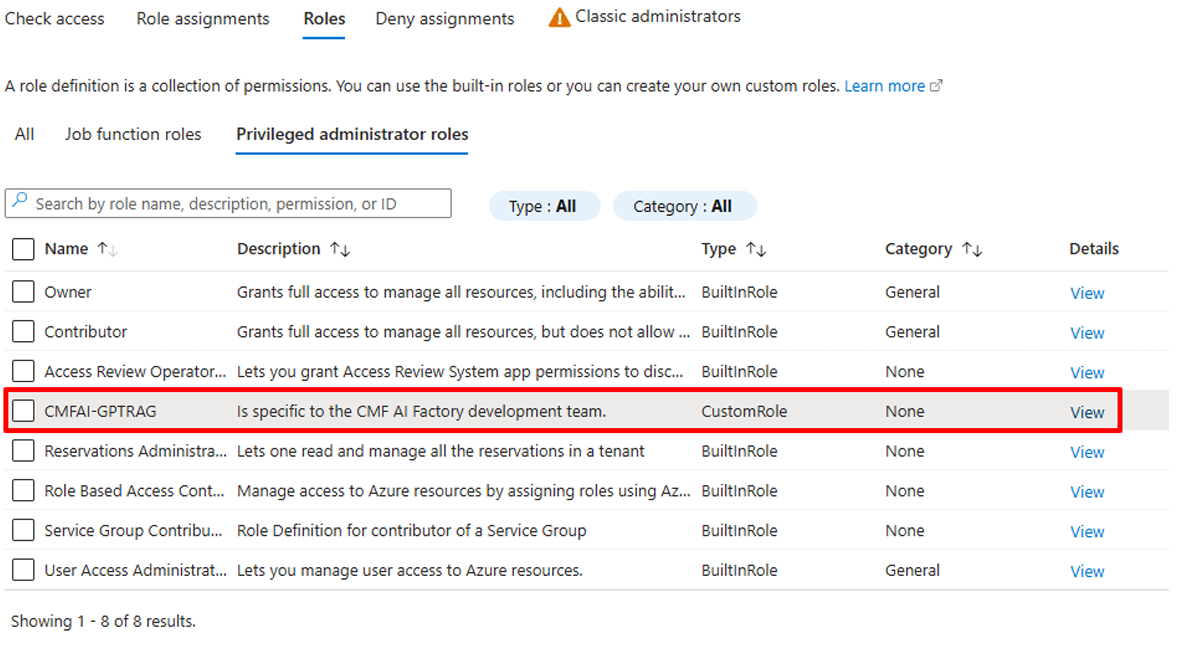 Check access Role assignments Roles Deny assignments Classic administrators
A role definition is a collection of permissions. You can use the built-in roles or you can create your own custom roles. Learn more
All Job function roles Privileged administrator roles
Search by role name, description, permission, or ID Type : All Category : All
Name ↑↓ Description ↑↓ Type ↑↓ Category ↑↓ Details
Owner Grants full access to manage all resources, including the abilit... BuiltInRole General View
Contributor Grants full access to manage all resources, but does not allow ... BuiltInRole General View
Access Review Operator... Lets you grant Access Review System app permissions to disc... BuiltInRole None View
CMFAI-GPTRAG Is specific to the CMF AI Factory development team. CustomRole None View
Reservations Administra... Lets one read and manage all the reservations in a tenant BuiltInRole None View
Role Based Access Cont... Manage access to Azure resources by assigning roles using Az... BuiltInRole None View
Service Group Contribu... Role Definition for contributor of a Service Group BuiltInRole None View
User Access Administrat... Lets you manage user access to Azure resources. BuiltInRole General View
Showing 1 - 8 of 8 results.